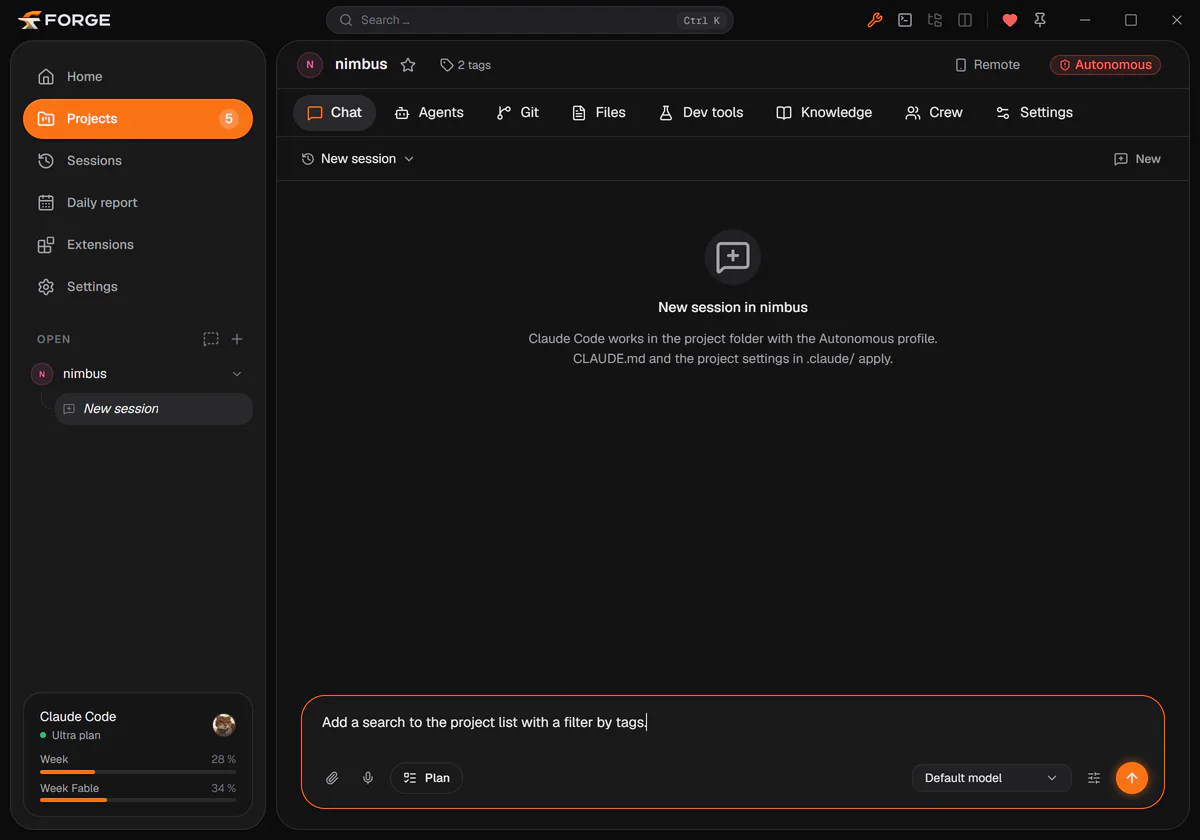 FORGE
Search ...
Ctrl K
Home
Projects
5
Sessions
Daily report
Extensions
Settings
OPEN
N
nimbus
New session
Claude Code
Ultra plan
Week
28 %
Week Fable
34 %
N
nimbus
2 tags
Remote
Autonomous
Chat
Agents
Git
Files
Dev tools
Knowledge
Crew
Settings
New session
New
New session in nimbus
Claude Code works in the project folder with the Autonomous profile.
CLAUDE.md and the project settings in .claude/ apply.
Add a search to the project list with a filter by tags.
Plan
Default model